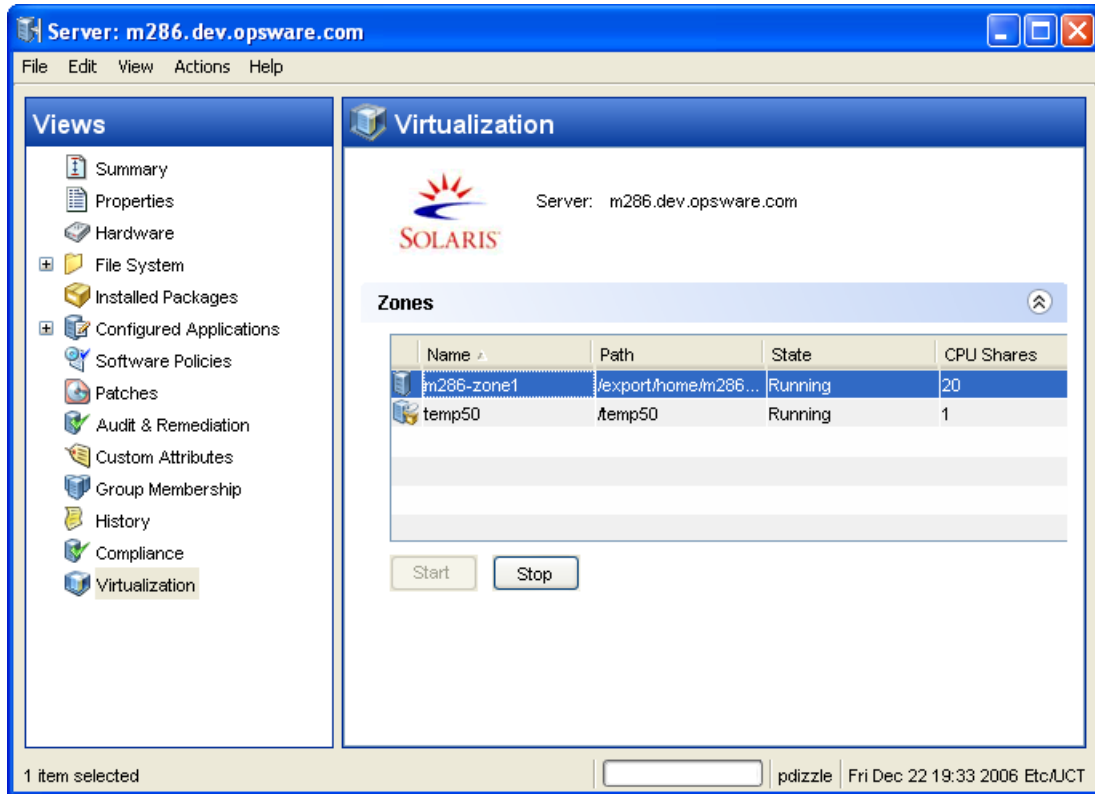 Server: m286.dev.opsware.com
File Edit View Actions Help
Views
Summary
Properties
Hardware
File System
Installed Packages
Configured Applications
Software Policies
Patches
Audit & Remediation
Custom Attributes
Group Membership
History
Compliance
Virtualization
Virtualization
SOLARIS
Server: m286.dev.opsware.com
Zones
Name Path State CPU Shares
m286-zone1 /export/home/m286... Running 20
temp50 /temp50 Running 1
Start Stop
1 item selected pdizzle Fri Dec 22 19:33 2006 Etc/UCT